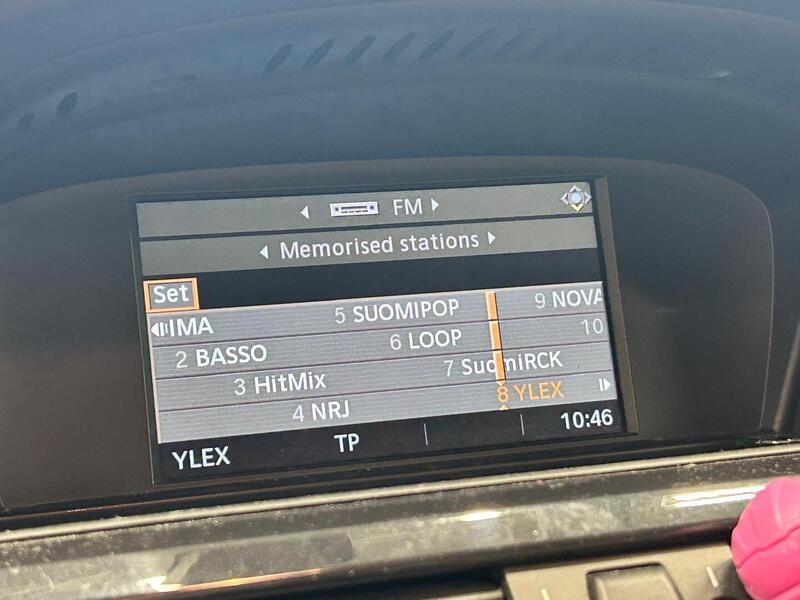 FM
Memorised stations
Set
IMA
2 BASSO
3 HitMix
4 NRJ
5 SUOMIPOP
6 LOOP
7 SuomiRCK
8 YLEX
9 NOVA
10
YLEX TP 10:46